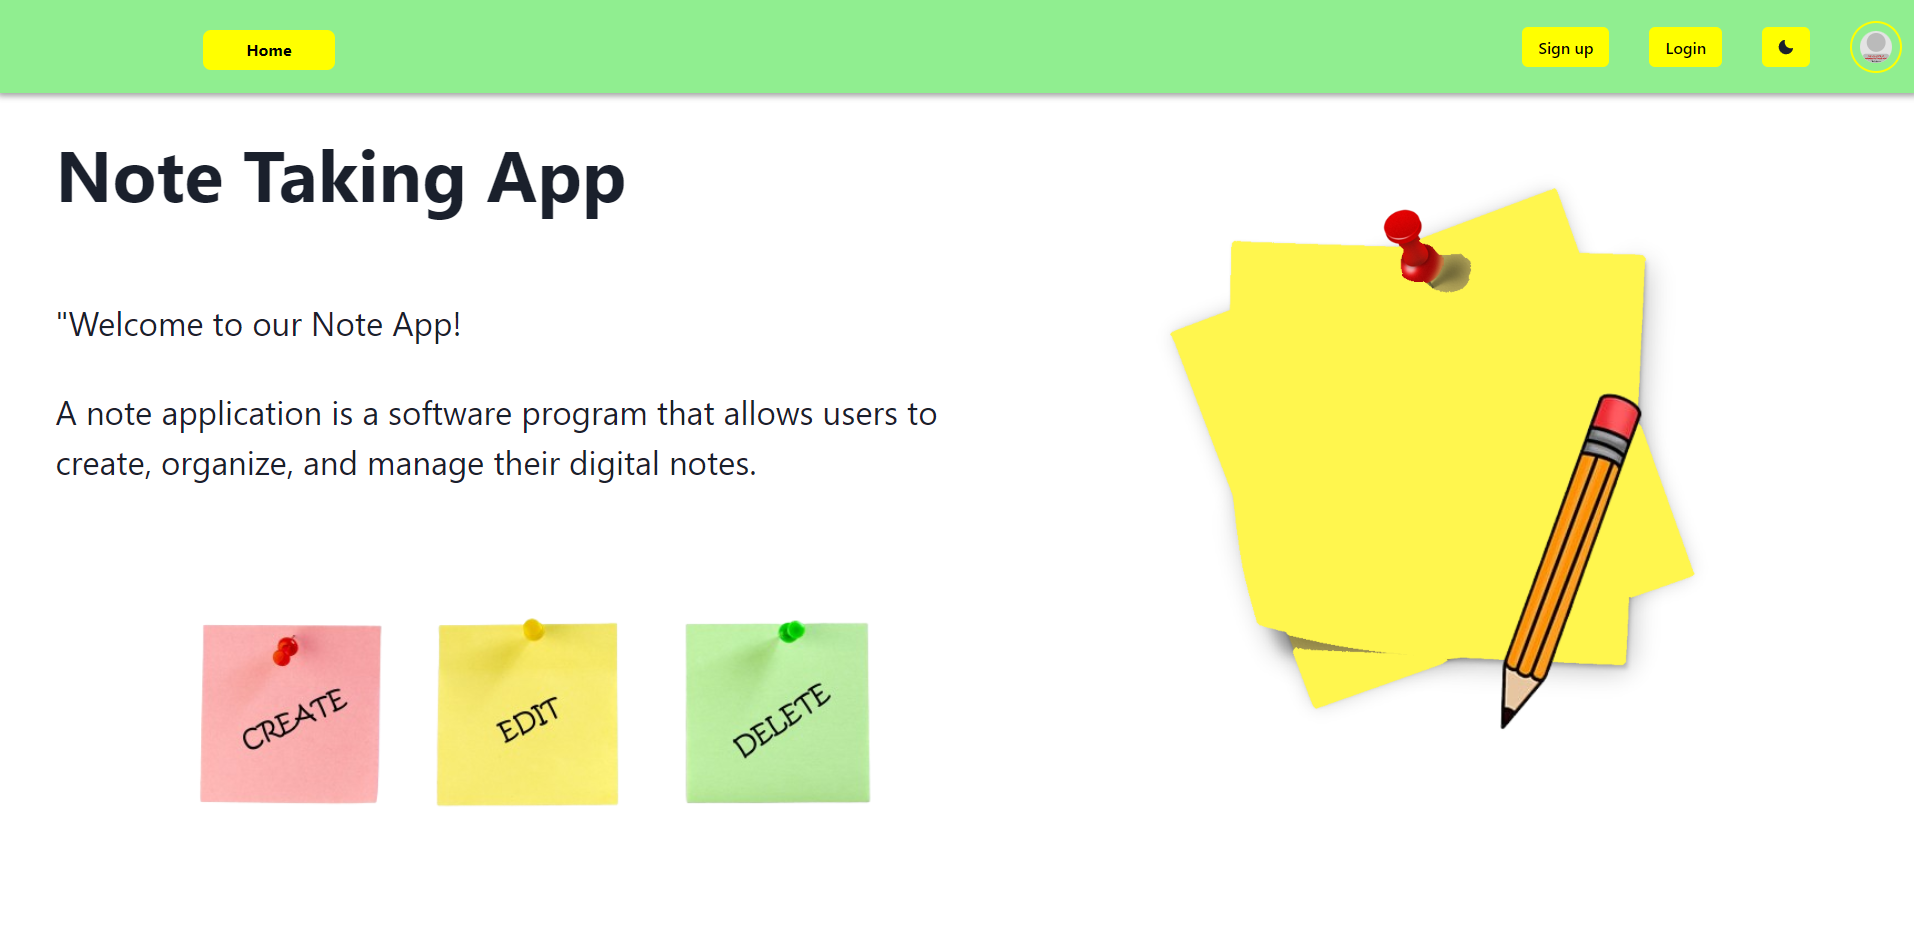 Home
Sign up
Login
Note Taking App
"Welcome to our Note App!
A note application is a software program that allows users to
create, organize, and manage their digital notes.
CREATE
EDIT
DELETE